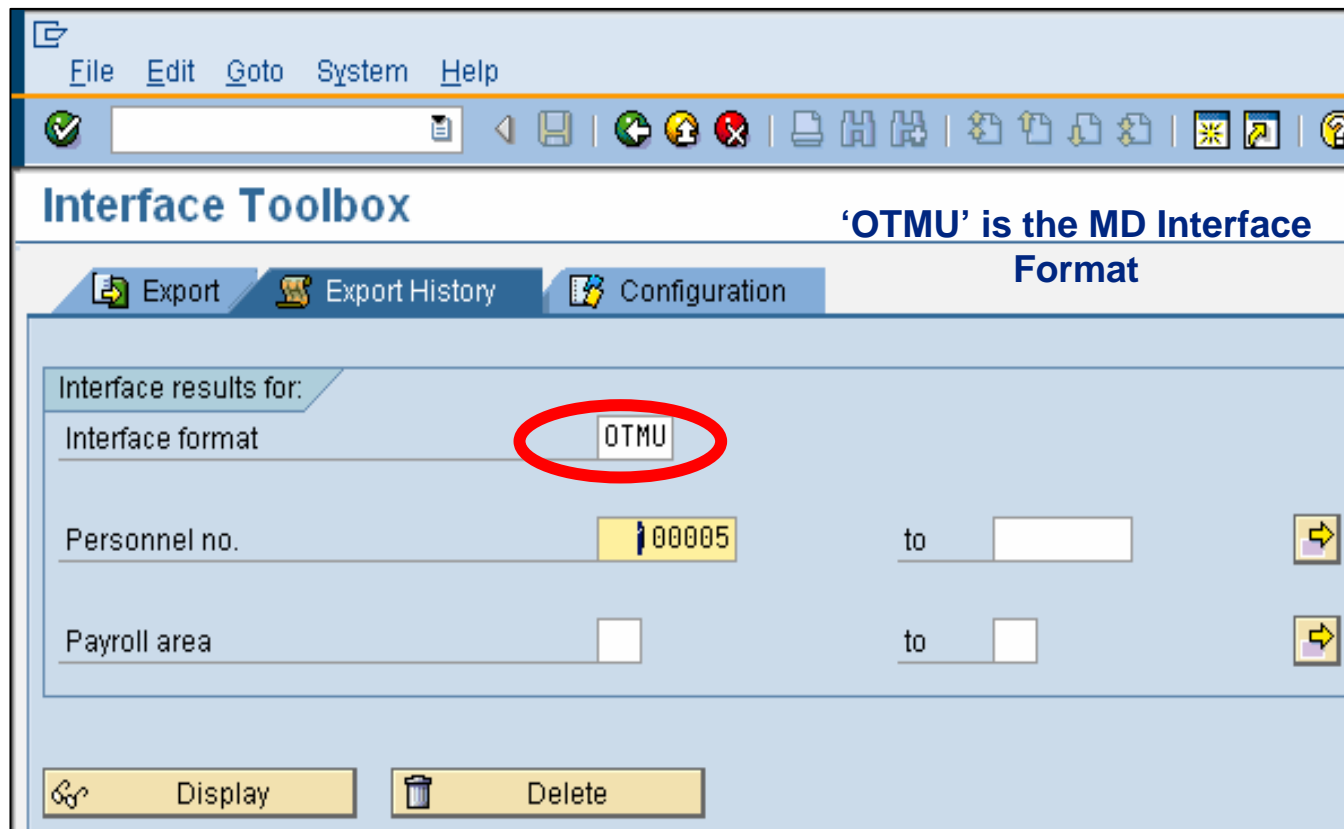 File Edit Goto System Help
Interface Toolbox
‘OTMU’ is the MD Interface
Format
Export Export History Configuration
Interface results for:
Interface format OTMU
Personnel no. 100005 to
Payroll area to
Display Delete